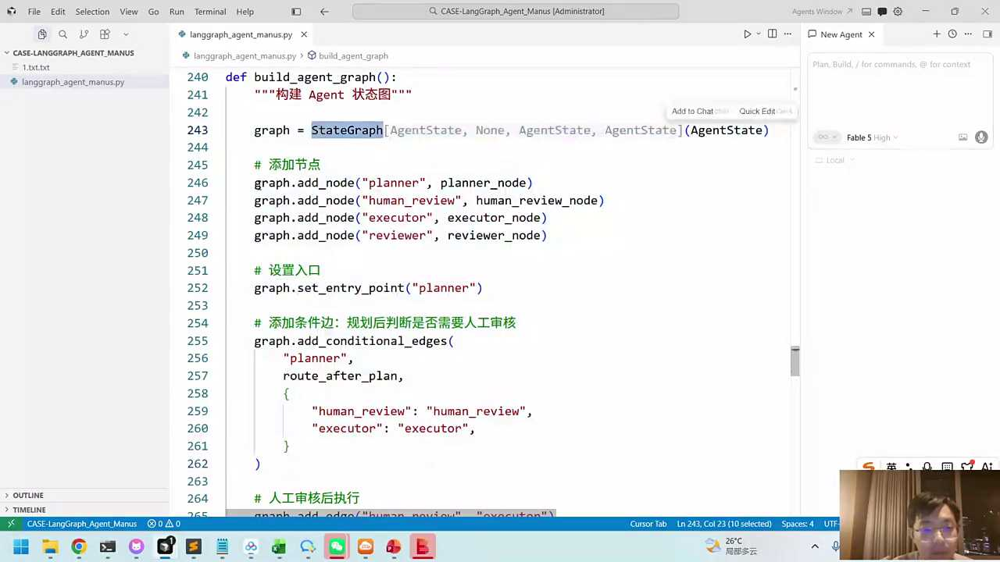 File Edit Selection View Go Run Terminal Help
CASE-LangGraph_Agent_Manus [Administrator]
Agents Window
CASE-LANGGRAPH_AGENT_MANUS
1.txt.txt
langgraph_agent_manus.py
OUTLINE
TIMELINE
langgraph_agent_manus.py
langgraph_agent_manus.py > build_agent_graph
240 def build_agent_graph():
241 """构建 Agent 状态图"""
242
243 graph = StateGraph[AgentState, None, AgentState, AgentState](AgentState)
244
245 # 添加节点
246 graph.add_node("planner", planner_node)
247 graph.add_node("human_review", human_review_node)
248 graph.add_node("executor", executor_node)
249 graph.add_node("reviewer", reviewer_node)
250
251 # 设置入口
252 graph.set_entry_point("planner")
253
254 # 添加条件边：规划后判断是否需要人工审核
255 graph.add_conditional_edges(
256 "planner",
257 route_after_plan,
258 {
259 "human_review": "human_review",
260 "executor": "executor",
261 }
262 )
263
264 # 人工审核后执行
265 graph.add_edge("human_review", "executor")
Add to Chat Quick Edit
New Agent
Plan, Build, / for commands, @ for context
Fable 5 High
Local
英
CASE-LangGraph_Agent_Manus 0 0
Cursor Tab Ln 243, Col 23 (10 selected) Spaces: 4 UTF-
1
26°C
局部多云